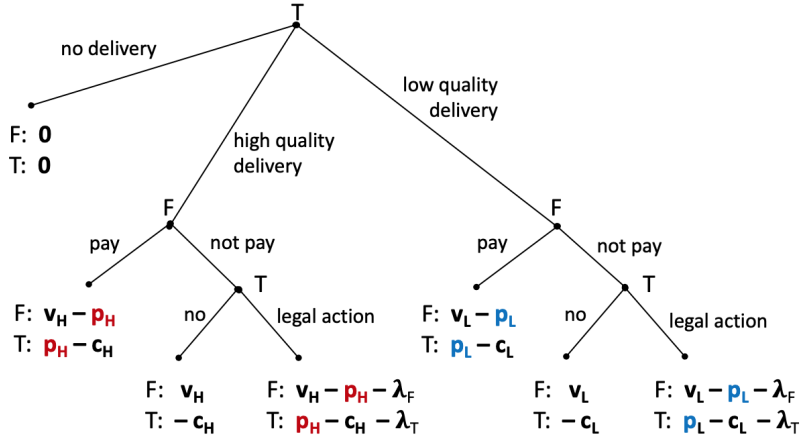 T
no delivery
low quality
delivery
F: 0
T: 0
high quality
delivery
F
F
pay
not pay
pay
not pay
T
T
F: vH − pH
T: pH − cH
no
legal action
F: vL − pL
T: pL − cL
no
legal action
F: vH
T: − cH
F: vH − pH − λF
T: pH − cH − λT
F: vL
T: − cL
F: vL − pL − λF
T: pL − cL − λT